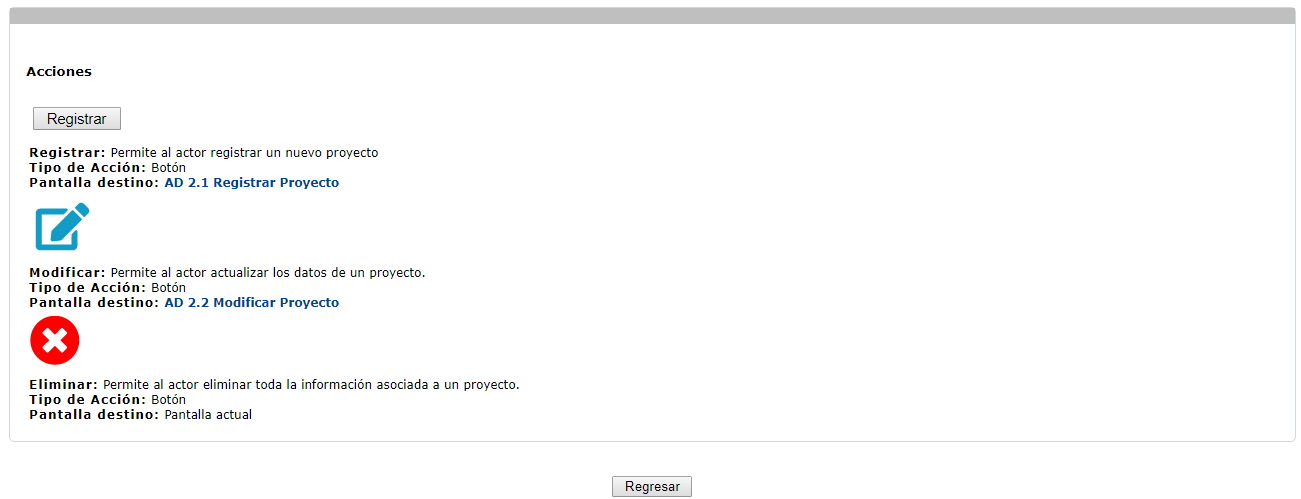 Acciones
Registrar
Registrar: Permite al actor registrar un nuevo proyecto
Tipo de Acción: Botón
Pantalla destino: AD 2.1 Registrar Proyecto
Modificar: Permite al actor actualizar los datos de un proyecto.
Tipo de Acción: Botón
Pantalla destino: AD 2.2 Modificar Proyecto
Eliminar: Permite al actor eliminar toda la información asociada a un proyecto.
Tipo de Acción: Botón
Pantalla destino: Pantalla actual
Regresar